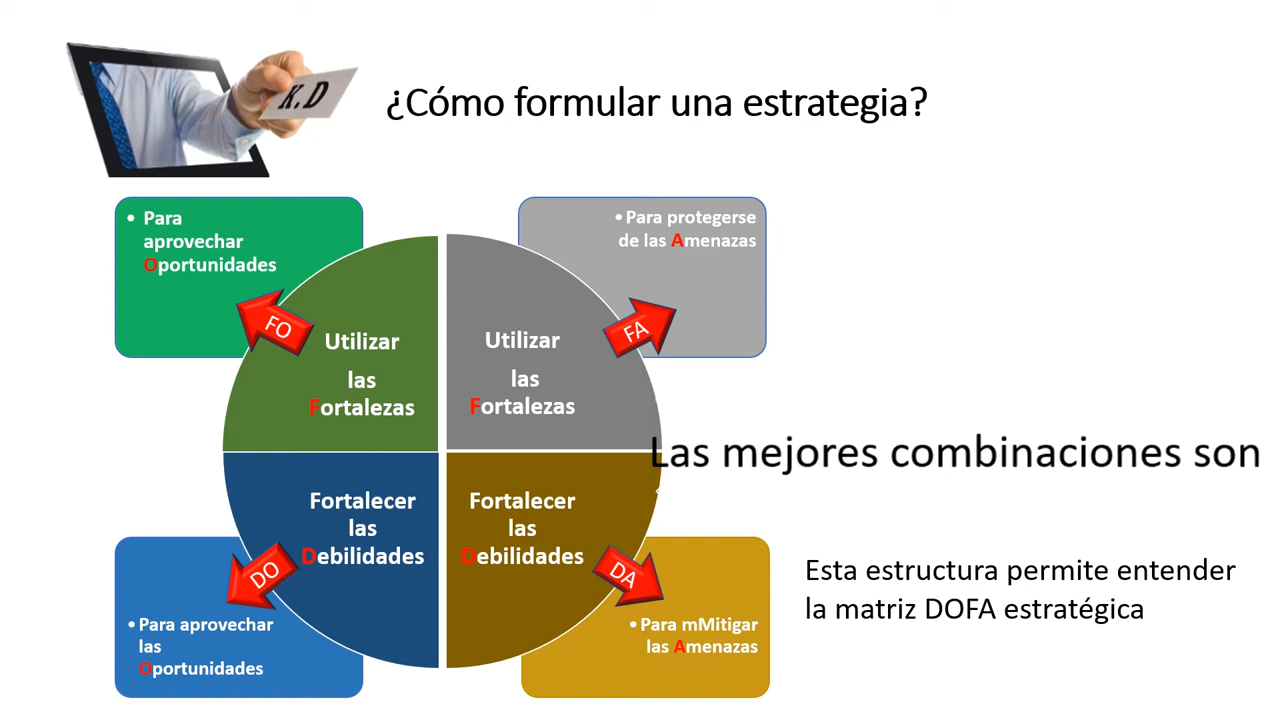 K.D
¿Cómo formular una estrategia?
• Para
aprovechar
Oportunidades
•Para protegerse
de las Amenazas
FO
FA
Utilizar
las
Fortalezas
Utilizar
las
Fortalezas
Las mejores combinaciones son
Fortalecer
las
Debilidades
Fortalecer
las
Debilidades
DO
DA
•Para aprovechar
las
Oportunidades
•Para mMitigar
las Amenazas
Esta estructura permite entender
la matriz DOFA estratégica